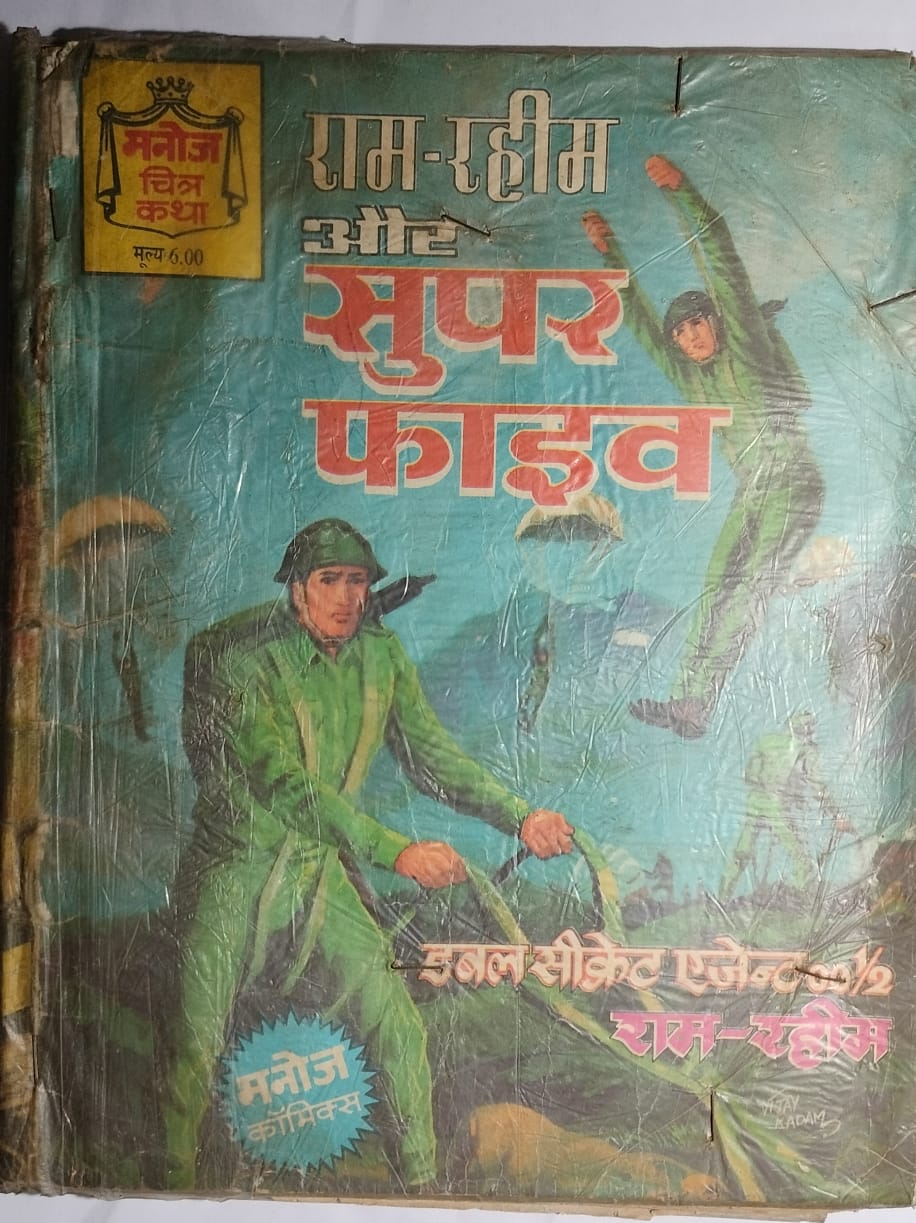 मनोज
चित्र
कथा
मूल्य 6.00
राम-रहीम
और
सुपर
फाइव
डबल सीक्रेट एजेन्ट 00½
राम-रहीम
मनोज
कॉमिक्स
VIJAY
KADAM